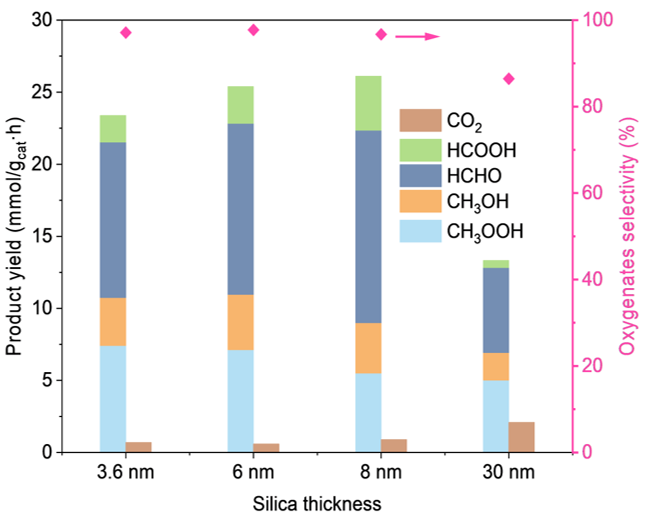 30
25
20
15
10
5
0
Product yield (mmol/g_cat·h)
CO₂
HCOOH
HCHO
CH₃OH
CH₃OOH
100
80
60
40
20
0
Oxygenates selectivity (%)
3.6 nm 6 nm 8 nm 30 nm
Silica thickness